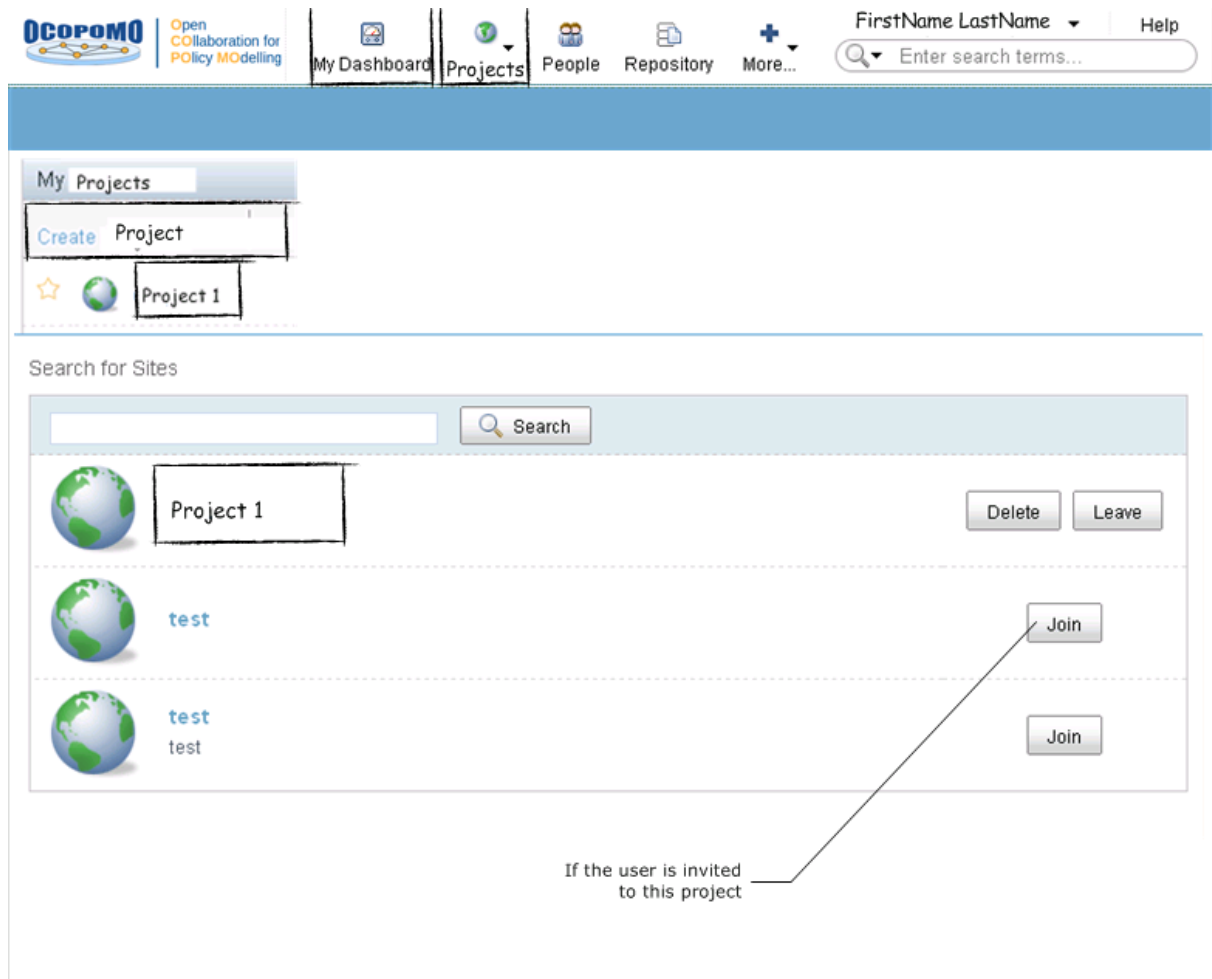 OCOPOMO
Open
COllaboration for
POlicy MOdelling
My Dashboard
Projects
People
Repository
More...
FirstName LastName
Help
Enter search terms...
My Projects
Create Project
Project 1
Search for Sites
Search
Project 1
Delete
Leave
test
Join
test
test
Join
If the user is invited
to this project